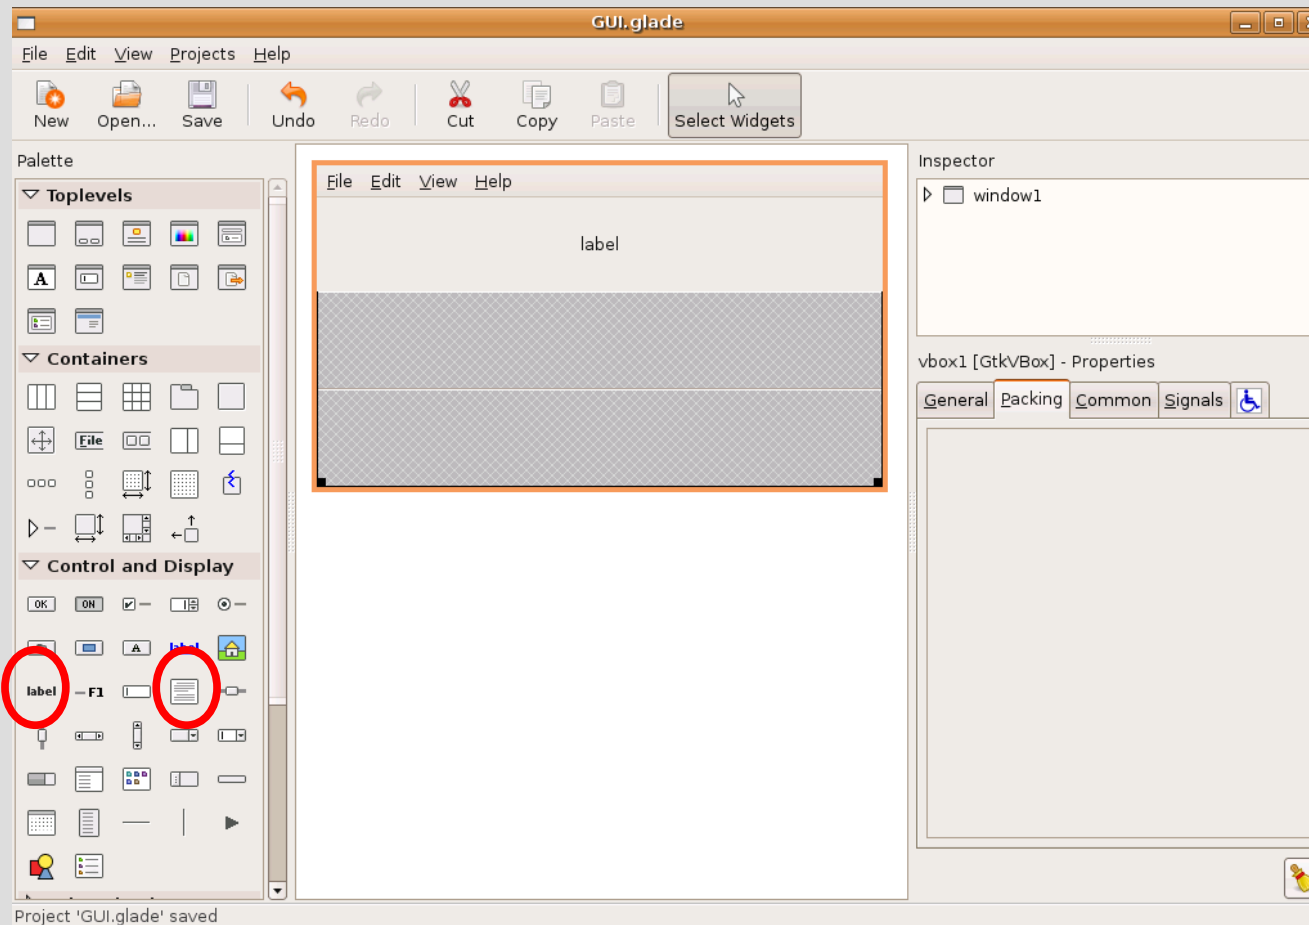 GUI.glade
File Edit View Projects Help
New Open... Save Undo Redo Cut Copy Paste Select Widgets
Palette
Toplevels
A
Containers
File
Control and Display
OK ON
A label
label F1
File Edit View Help
label
Inspector
window1
vbox1 [GtkVBox] - Properties
General Packing Common Signals
Project 'GUI.glade' saved